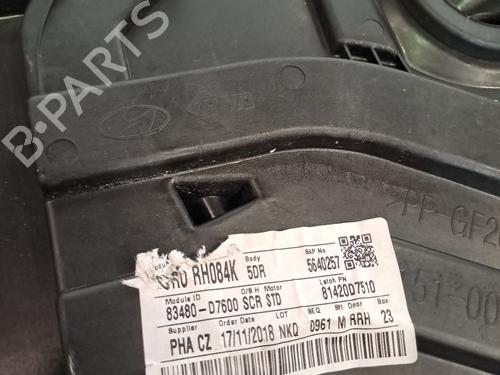 B-PARTS
PP-GF2
51 00
Body
SAP No
RH084K 5DR 5640257
Module ID O/S H Motor Latch PN
83480-D7600 SCR STD 81420D7510
Supplier Order Date LOT SEQ Bft Door Box
PHA CZ 17/11/2018 NKQ 0961 M RRH 23